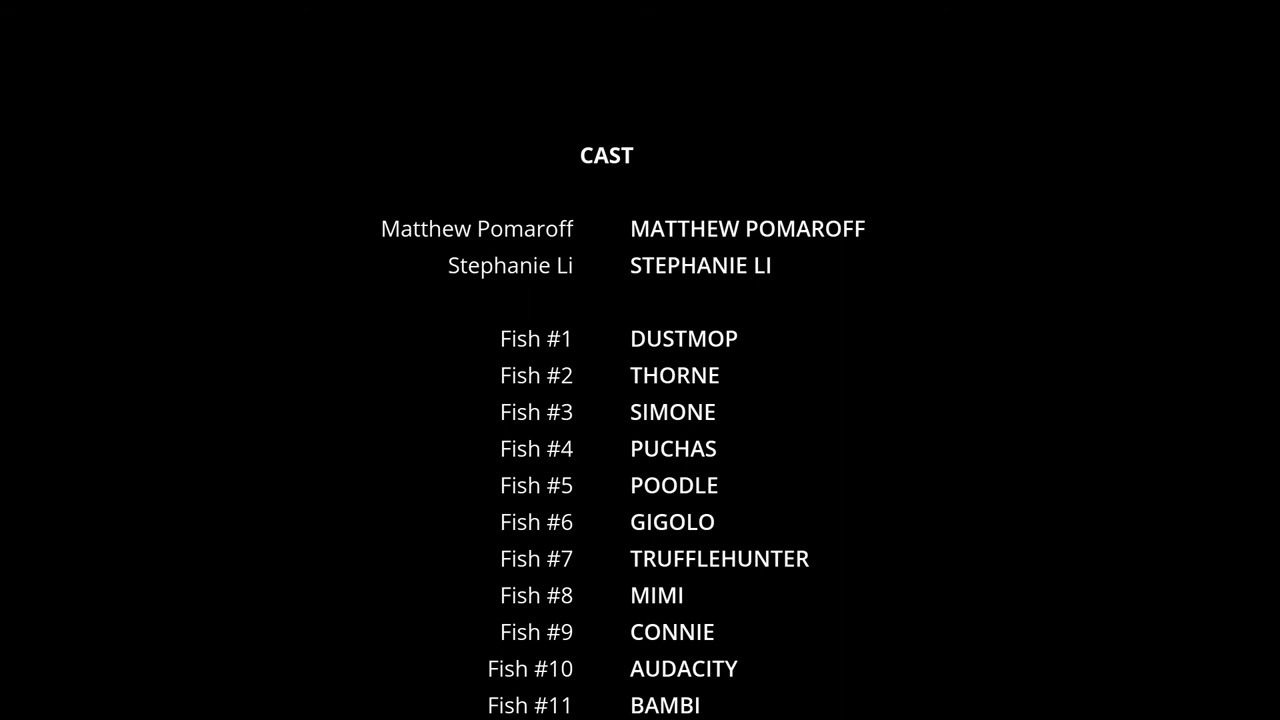 CAST
Matthew Pomaroff MATTHEW POMAROFF
Stephanie Li STEPHANIE LI
Fish #1 DUSTMOP
Fish #2 THORNE
Fish #3 SIMONE
Fish #4 PUCHAS
Fish #5 POODLE
Fish #6 GIGOLO
Fish #7 TRUFFLEHUNTER
Fish #8 MIMI
Fish #9 CONNIE
Fish #10 AUDACITY
Fish #11 BAMBI